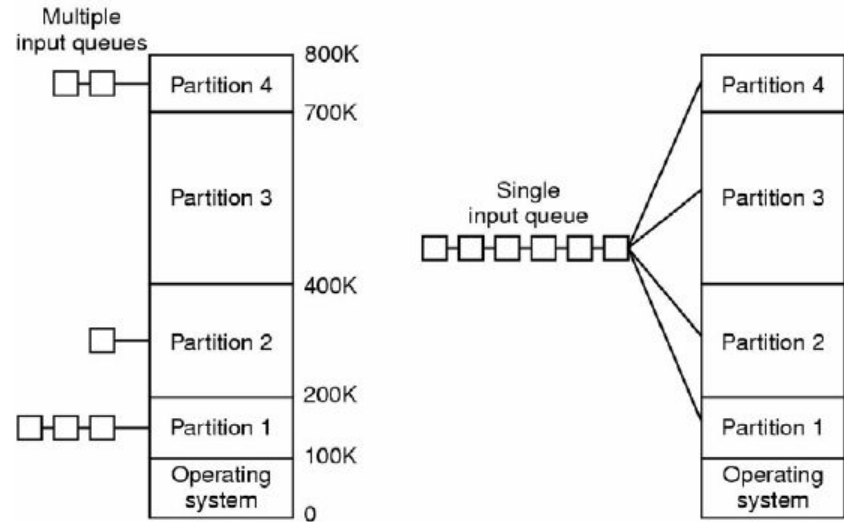 Multiple
input queues
800K
Partition 4
700K
Partition 3
400K
Partition 2
200K
Partition 1
100K
Operating
system
0
Single
input queue
Partition 4
Partition 3
Partition 2
Partition 1
Operating
system